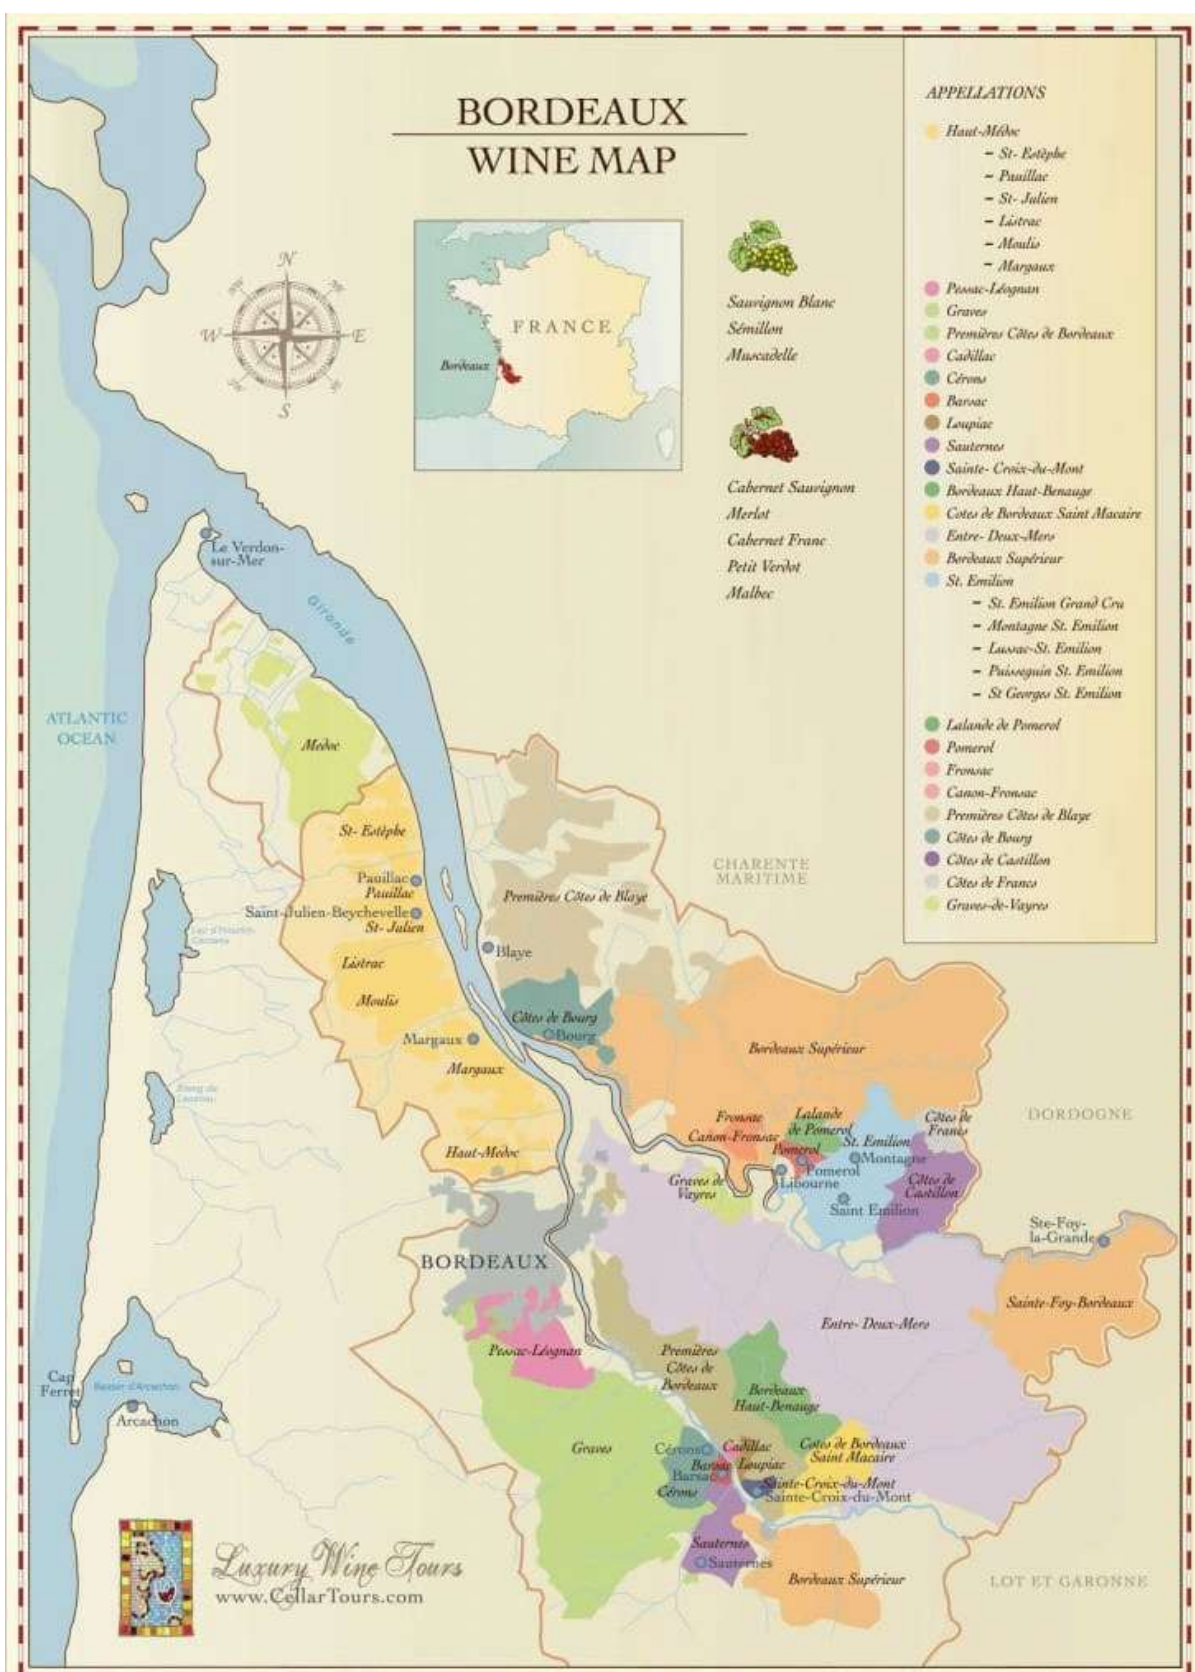 BORDEAUX
WINE MAP
N
W
E
S
FRANCE
Bordeaux
Sauvignon Blanc
Sémillon
Muscadelle
Cabernet Sauvignon
Merlot
Cabernet Franc
Petit Verdot
Malbec
APPELLATIONS
Haut-Médoc
- St- Estèphe
- Pauillac
- St- Julien
- Listrac
- Moulis
- Margaux
Pessac-Léognan
Graves
Premières Côtes de Bordeaux
Cadillac
Cérons
Barsac
Loupiac
Sauternes
Sainte- Croix-du-Mont
Bordeaux Haut-Benauge
Cotes de Bordeaux Saint Macaire
Entre- Deux-Mers
Bordeaux Supérieur
St. Emilion
- St. Emilion Grand Cru
- Montagne St. Emilion
- Lussac-St. Emilion
- Puisseguin St. Emilion
- St Georges St. Emilion
Lalande de Pomerol
Pomerol
Fronsac
Canon-Fronsac
Premières Côtes de Blaye
Côtes de Bourg
Côtes de Castillon
Côtes de Francs
Graves-de-Vayres
Le Verdon-
sur-Mer
Gironde
ATLANTIC
OCEAN
Médoc
St- Estèphe
Pauillac
Pauillac
Saint-Julien-Beychevelle
St- Julien
Listrac
Moulis
Margaux
Margaux
Haut-Medoc
CHARENTE
MARITIME
Premières Côtes de Blaye
Blaye
Côtes de Bourg
Bourg
Bordeaux Supérieur
DORDOGNE
Fronsac
Canon-Fronsac
Lalande
de Pomerol
Pomerol
Pomerol
Libourne
St. Emilion
Montagne
Saint Emilion
Côtes de
Francs
Côtes de
Castillon
Graves de
Vayres
Ste-Foy-
la-Grande
Sainte-Foy-Bordeaux
BORDEAUX
Entre- Deux-Mers
Pessac-Léognan
Premières
Côtes de
Bordeaux
Bordeaux
Haut-Benauge
Cap
Ferret
Bassin d'Arcachon
Arcachon
Graves
Cérons
Cadillac
Cotes de Bordeaux
Saint Macaire
Barsac
Loupiac
Barsac
Cérons
Sainte-Croix-du-Mont
Sainte-Croix-du-Mont
Sauternes
Sauternes
Bordeaux Supérieur
LOT ET GARONNE
Luxury Wine Tours
www.CellarTours.com